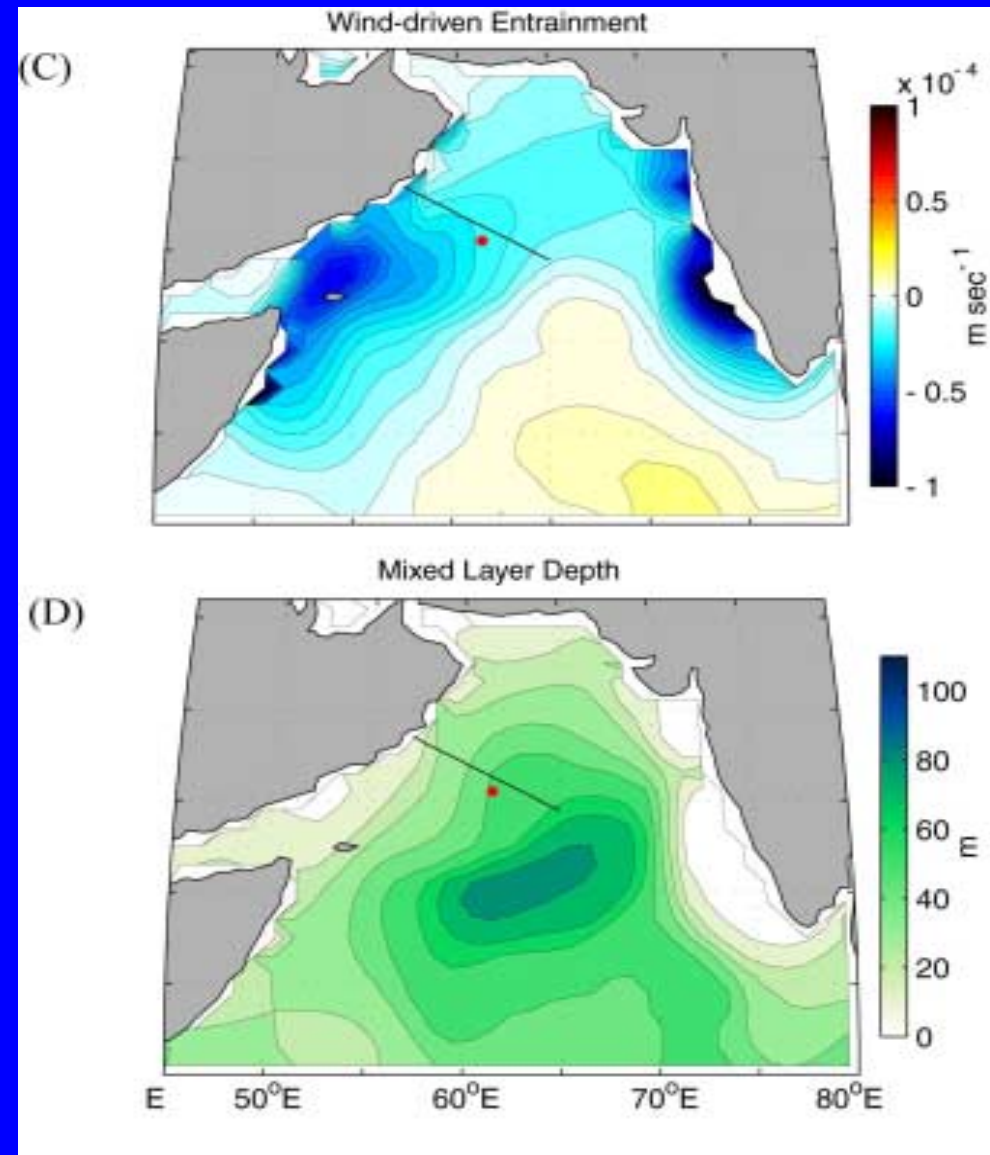 Wind-driven Entrainment
(C)
x 10⁻⁴
1
0.5
0
- 0.5
- 1
m sec⁻¹
Mixed Layer Depth
(D)
100
80
60
40
20
0
m
E 50°E 60°E 70°E 80°E